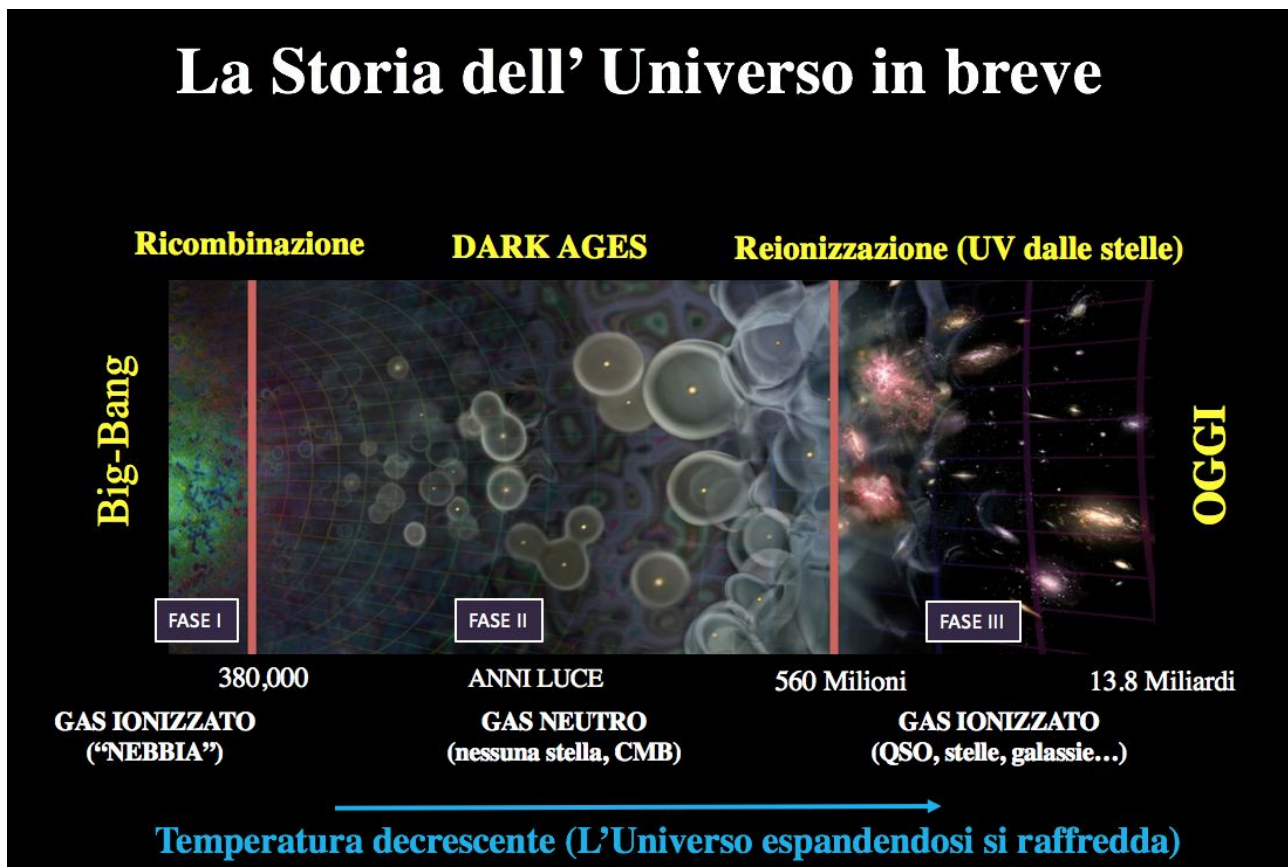 La Storia dell’ Universo in breve
Ricombinazione
DARK AGES
Reionizzazione (UV dalle stelle)
Big-Bang
OGGI
FASE I
FASE II
FASE III
380,000
ANNI LUCE
560 Milioni
13.8 Miliardi
GAS IONIZZATO
(“NEBBIA”)
GAS NEUTRO
(nessuna stella, CMB)
GAS IONIZZATO
(QSO, stelle, galassie…)
Temperatura decrescente (L’Universo espandendosi si raffredda)